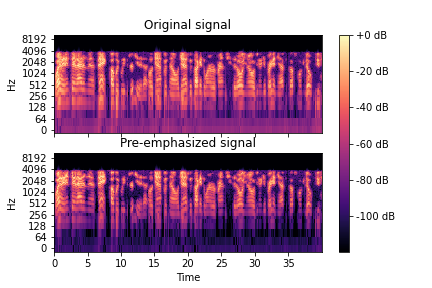 Original signal
8192
4096
2048
1024
512
256
128
64
0
Hz
+0 dB
-20 dB
-40 dB
-60 dB
-80 dB
-100 dB
Pre-emphasized signal
8192
4096
2048
1024
512
256
128
64
0
Hz
0
5
10
15
20
25
30
35
Time